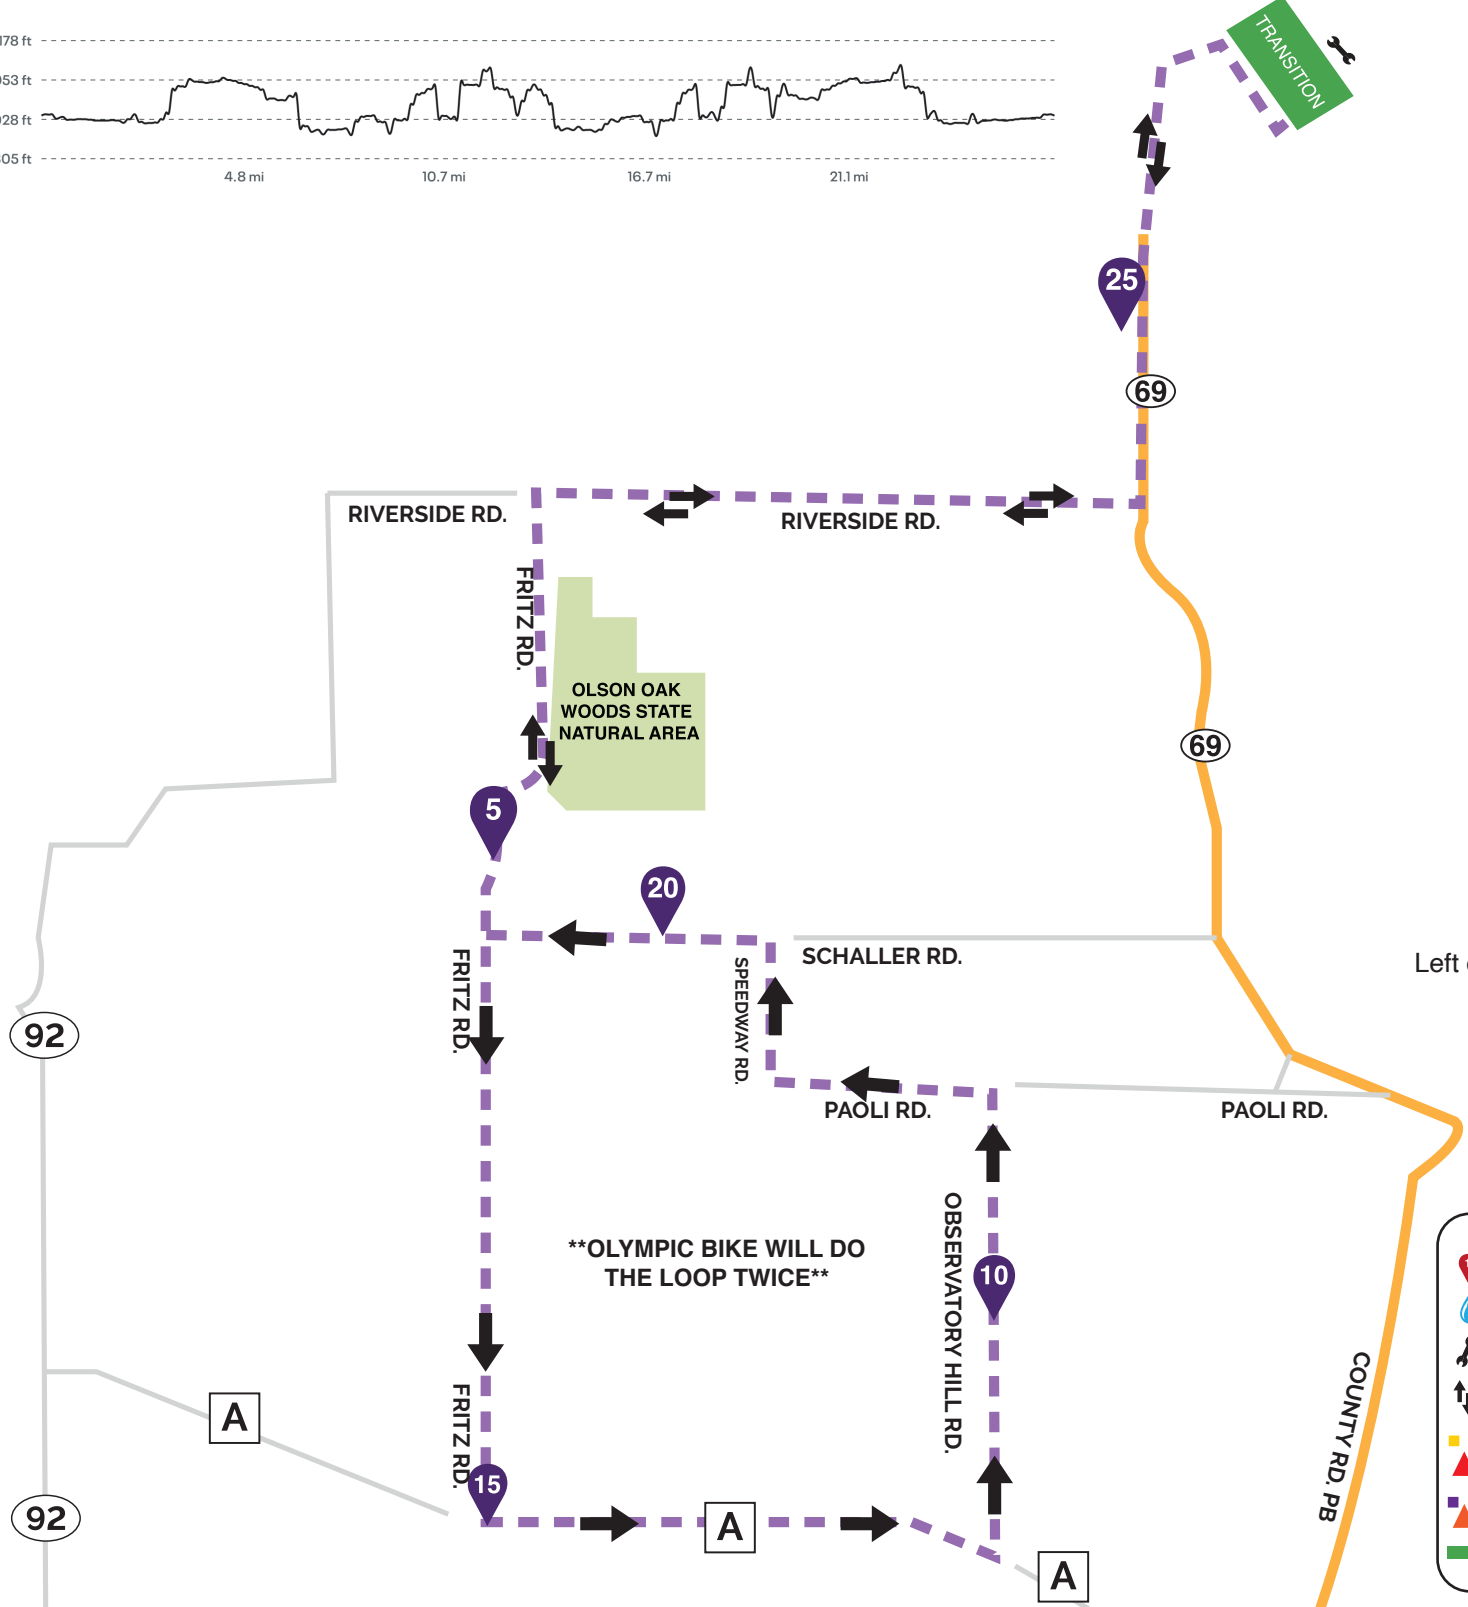 178 ft
053 ft
928 ft
805 ft
4.8 mi
10.7 mi
16.7 mi
21.1 mi
TRANSITION
25
69
RIVERSIDE RD.
RIVERSIDE RD.
FRITZ RD.
OLSON OAK
WOODS STATE
NATURAL AREA
69
5
20
SCHALLER RD.
FRITZ RD.
SPEEDWAY RD.
Left
92
PAOLI RD.
PAOLI RD.
**OLYMPIC BIKE WILL DO
THE LOOP TWICE**
OBSERVATORY HILL RD.
10
COUNTY RD. PB
A
FRITZ RD.
15
92
A
A